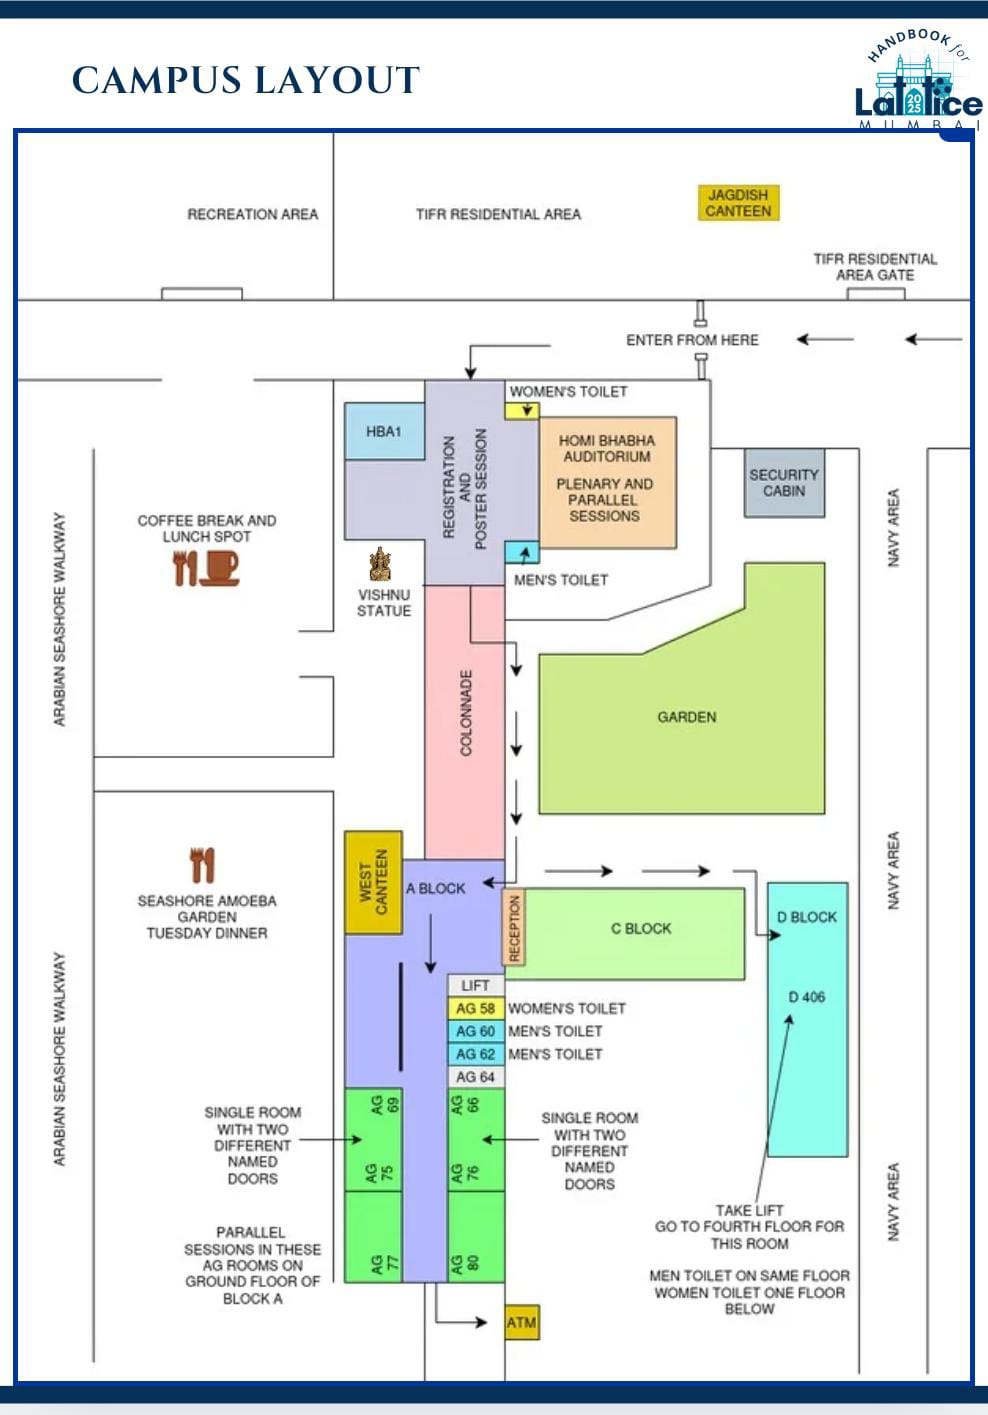 CAMPUS LAYOUT
HANDBOOK for
Lattice
2025
MUMBAI
RECREATION AREA
TIFR RESIDENTIAL AREA
JAGDISH
CANTEEN
TIFR RESIDENTIAL
AREA GATE
ENTER FROM HERE
WOMEN'S TOILET
HBA1
REGISTRATION
AND
POSTER SESSION
HOMI BHABHA
AUDITORIUM
PLENARY AND
PARALLEL
SESSIONS
SECURITY
CABIN
NAVY AREA
ARABIAN SEASHORE WALKWAY
COFFEE BREAK AND
LUNCH SPOT
VISHNU
STATUE
MEN'S TOILET
COLONNADE
GARDEN
WEST
CANTEEN
A BLOCK
NAVY AREA
SEASHORE AMOEBA
GARDEN
TUESDAY DINNER
RECEPTION
C BLOCK
D BLOCK
D 406
ARABIAN SEASHORE WALKWAY
LIFT
AG 58
WOMEN'S TOILET
AG 60
MEN'S TOILET
AG 62
MEN'S TOILET
AG 64
SINGLE ROOM
WITH TWO
DIFFERENT
NAMED
DOORS
AG
69
AG
66
AG
75
AG
76
SINGLE ROOM
WITH TWO
DIFFERENT
NAMED
DOORS
NAVY AREA
TAKE LIFT
GO TO FOURTH FLOOR FOR
THIS ROOM
PARALLEL
SESSIONS IN THESE
AG ROOMS ON
GROUND FLOOR OF
BLOCK A
AG
77
AG
80
MEN TOILET ON SAME FLOOR
WOMEN TOILET ONE FLOOR
BELOW
ATM